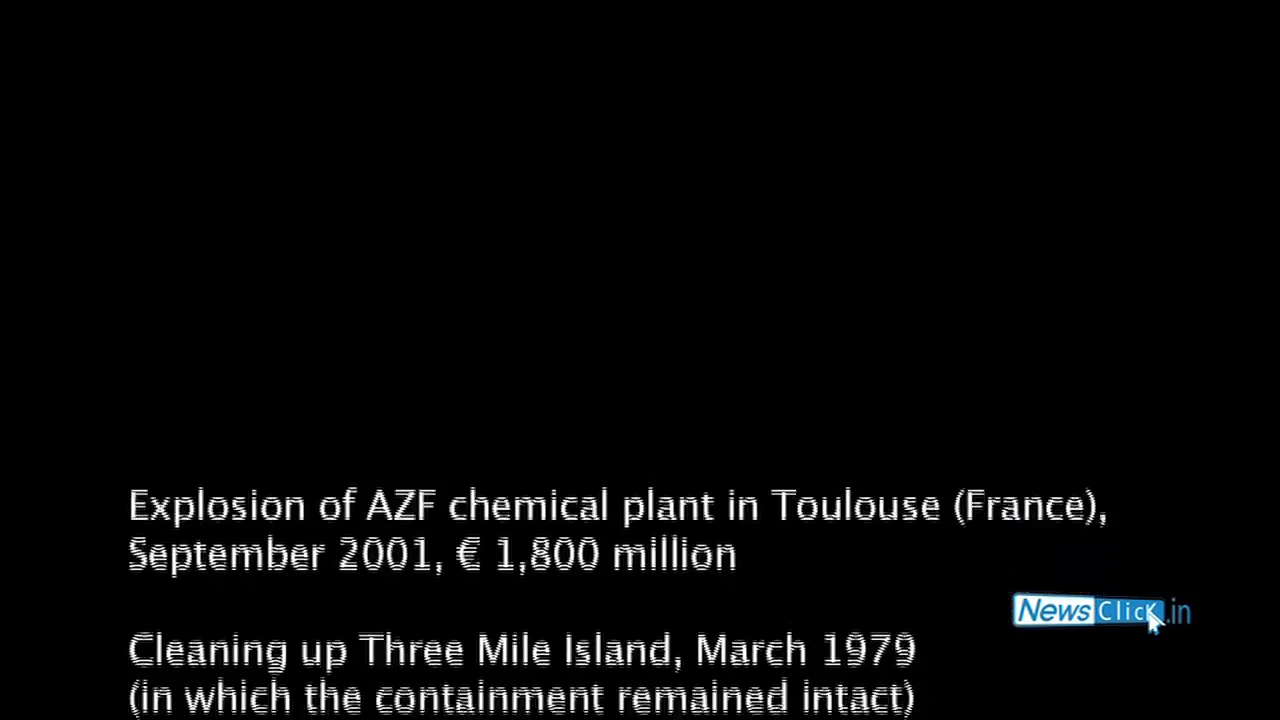 Explosion of AZF chemical plant in Toulouse (France),
September 2001, € 1,800 million
NewsClick.in
Cleaning up Three Mile Island, March 1979
(in which the containment remained intact)